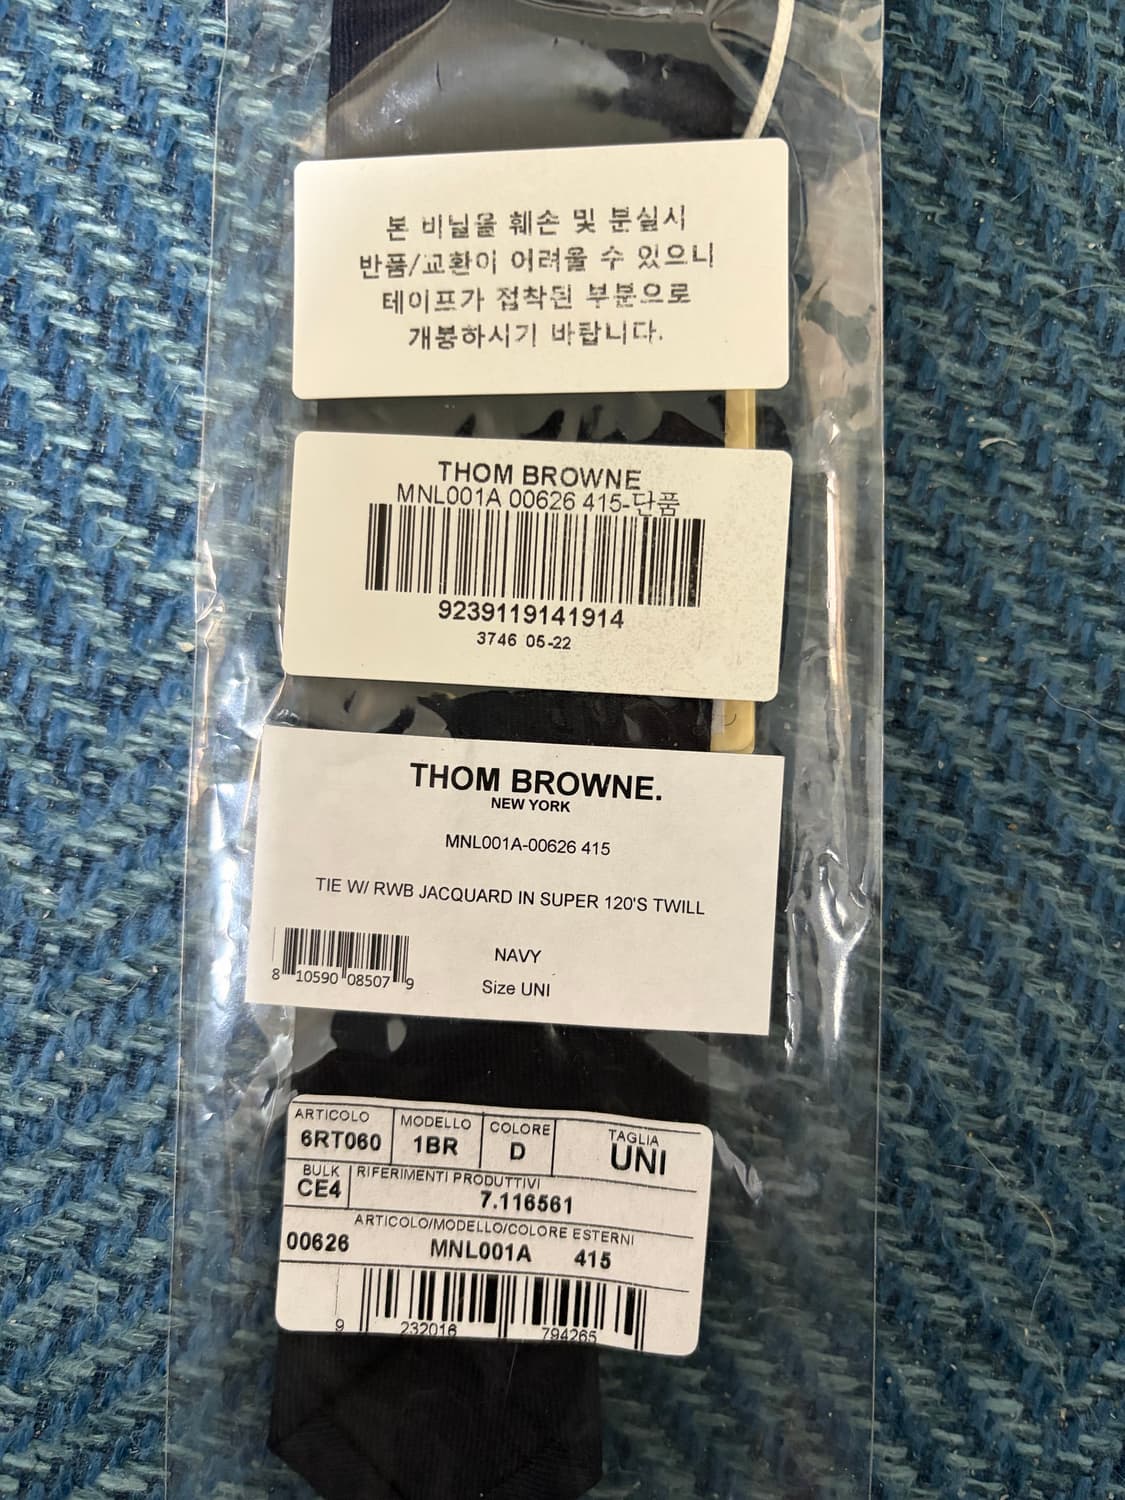 본 비닐을 훼손 및 분실시
반품/교환이 어려울 수 있으니
테이프가 접착된 부분으로
개봉하시기 바랍니다.
THOM BROWNE
MNL001A 00626 415-단품
9239119141914
3746 05-22
THOM BROWNE.
NEW YORK
MNL001A-00626 415
TIE W/ RWB JACQUARD IN SUPER 120'S TWILL
NAVY
8 10590 08507 9
Size UNI
ARTICOLO MODELLO COLORE TAGLIA
6RT060 1BR D UNI
BULK RIFERIMENTI PRODUTTIVI
CE4 7.116561
ARTICOLO/MODELLO/COLORE ESTERNI
00626 MNL001A 415
9 232016 794265